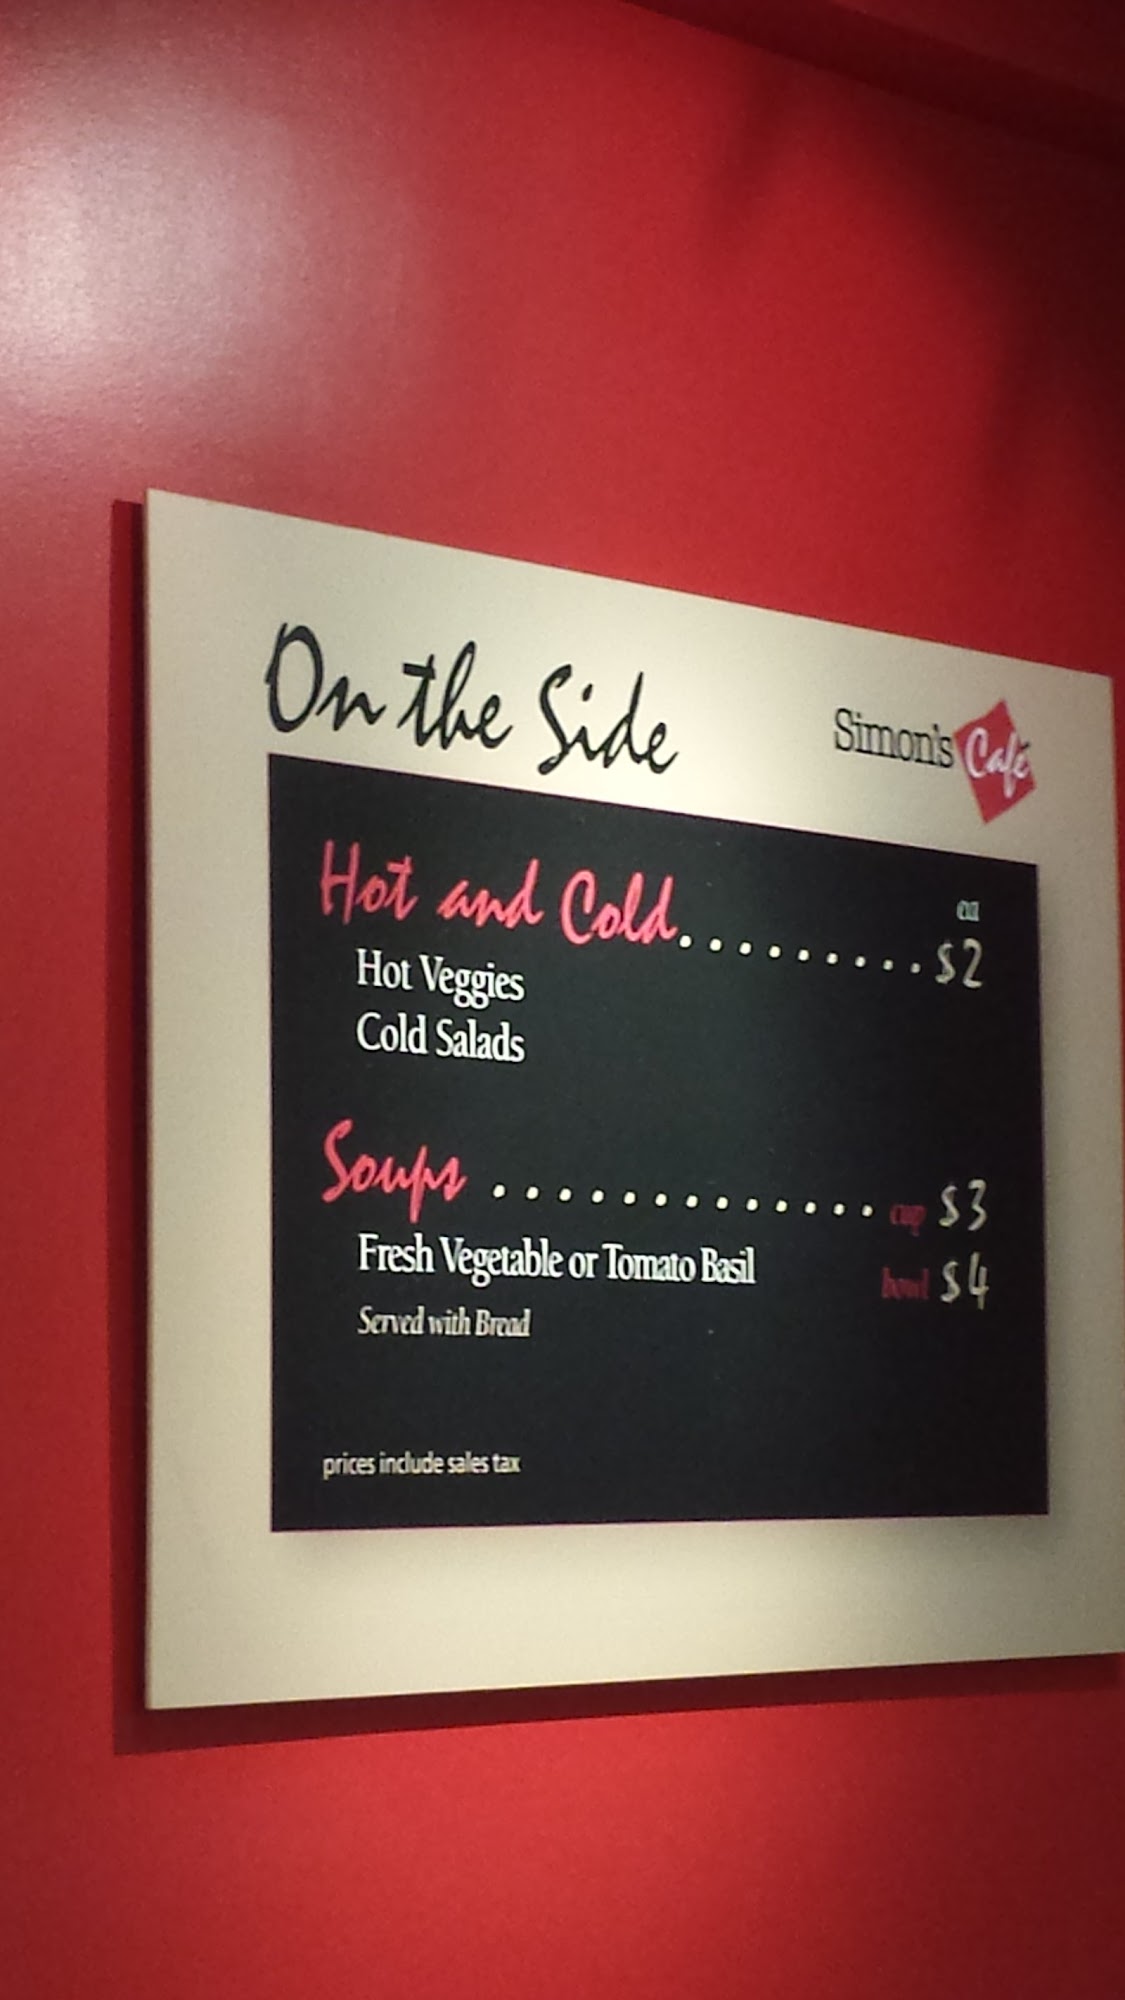 On the Side
Simon's Café
ea
Hot and Cold.........$2
Hot Veggies
Cold Salads
Soups ............. cup $3
Fresh Vegetable or Tomato Basil bowl $4
Served with Bread
prices include sales tax